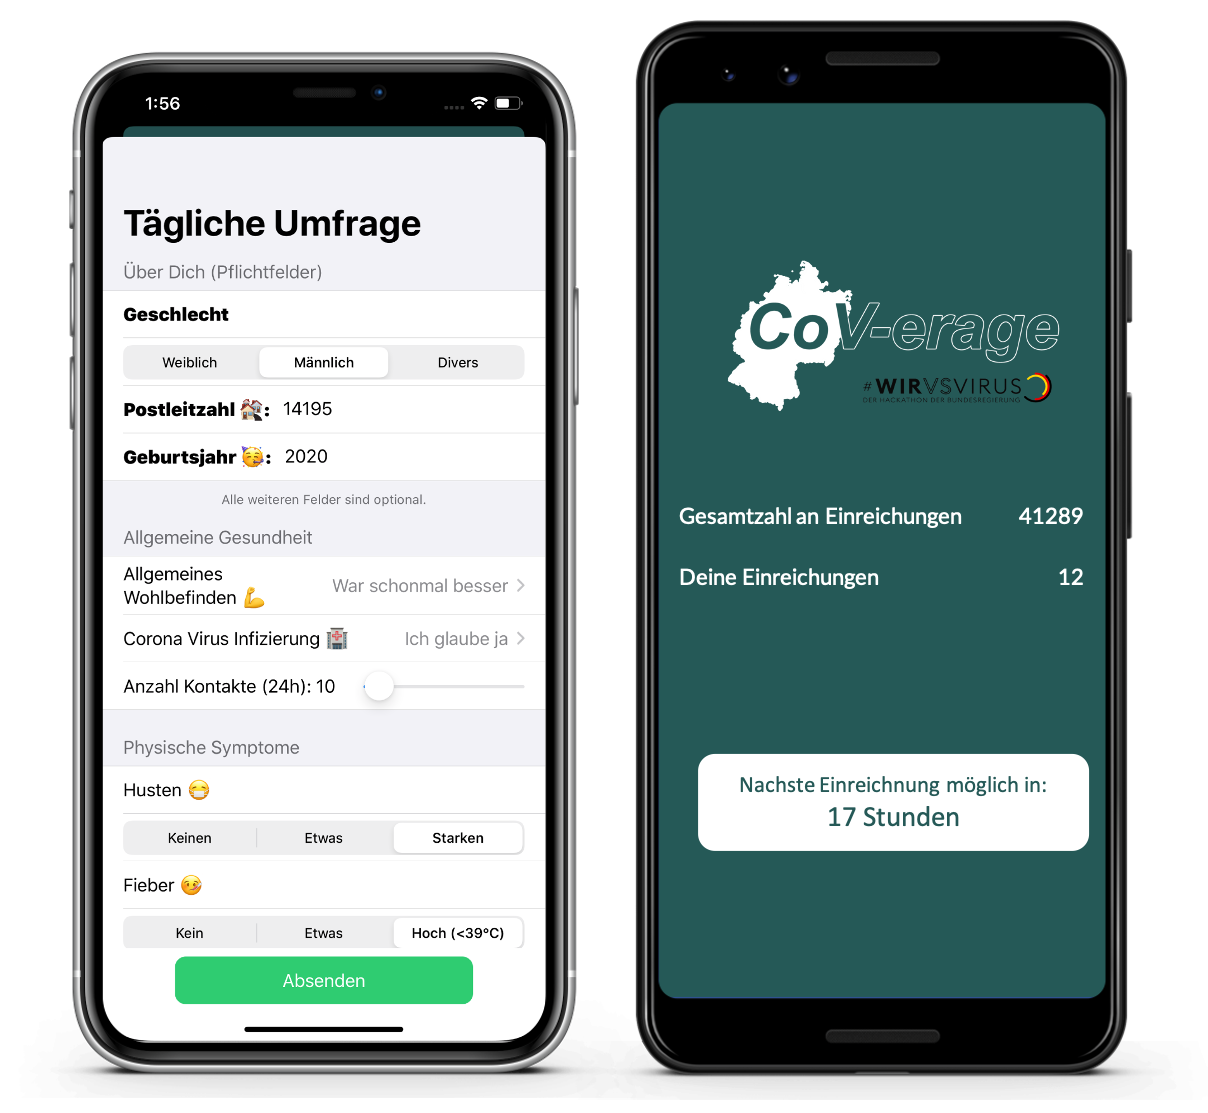 1:56
Tägliche Umfrage
Über Dich (Pflichtfelder)
Geschlecht
Weiblich Männlich Divers
Postleitzahl 🏠: 14195
Geburtsjahr 🥳: 2020
Alle weiteren Felder sind optional.
Allgemeine Gesundheit
Allgemeines
Wohlbefinden 💪 War schonmal besser
Corona Virus Infizierung 🏥 Ich glaube ja
Anzahl Kontakte (24h): 10
Physische Symptome
Husten 😷
Keinen Etwas Starken
Fieber 🤒
Kein Etwas Hoch (<39°C)
Absenden
CoV-erage
#WIRVSVIRUS
DER HACKATHON DER BUNDESREGIERUNG
Gesamtzahl an Einreichungen 41289
Deine Einreichungen 12
Nachste Einreichnung möglich in:
17 Stunden